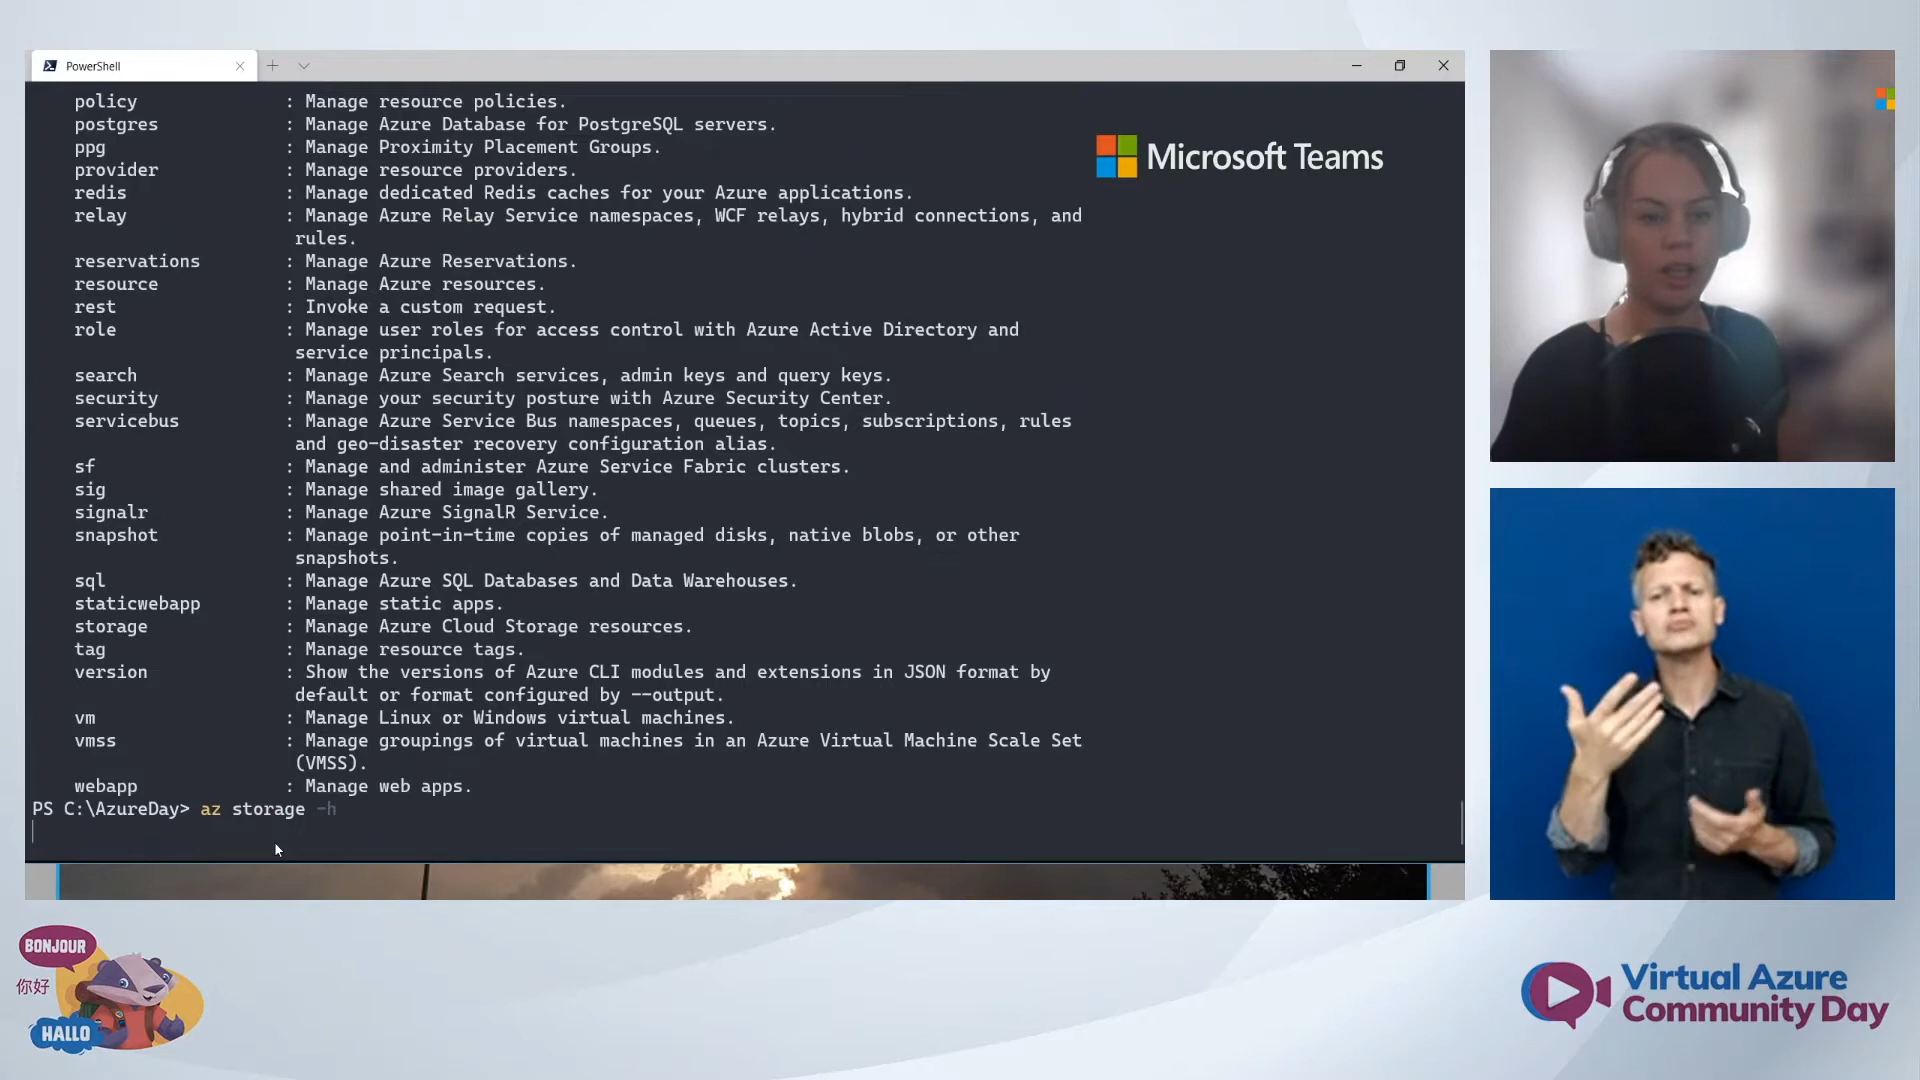 PowerShell
policy : Manage resource policies.
postgres : Manage Azure Database for PostgreSQL servers.
ppg : Manage Proximity Placement Groups.
provider : Manage resource providers.
redis : Manage dedicated Redis caches for your Azure applications.
relay : Manage Azure Relay Service namespaces, WCF relays, hybrid connections, and
rules.
reservations : Manage Azure Reservations.
resource : Manage Azure resources.
rest : Invoke a custom request.
role : Manage user roles for access control with Azure Active Directory and
service principals.
search : Manage Azure Search services, admin keys and query keys.
security : Manage your security posture with Azure Security Center.
servicebus : Manage Azure Service Bus namespaces, queues, topics, subscriptions, rules
and geo-disaster recovery configuration alias.
sf : Manage and administer Azure Service Fabric clusters.
sig : Manage shared image gallery.
signalr : Manage Azure SignalR Service.
snapshot : Manage point-in-time copies of managed disks, native blobs, or other
snapshots.
sql : Manage Azure SQL Databases and Data Warehouses.
staticwebapp : Manage static apps.
storage : Manage Azure Cloud Storage resources.
tag : Manage resource tags.
version : Show the versions of Azure CLI modules and extensions in JSON format by
default or format configured by --output.
vm : Manage Linux or Windows virtual machines.
vmss : Manage groupings of virtual machines in an Azure Virtual Machine Scale Set
(VMSS).
webapp : Manage web apps.
PS C:\AzureDay> az storage -h
Microsoft Teams
BONJOUR
你好
HALLO
Virtual Azure
Community Day